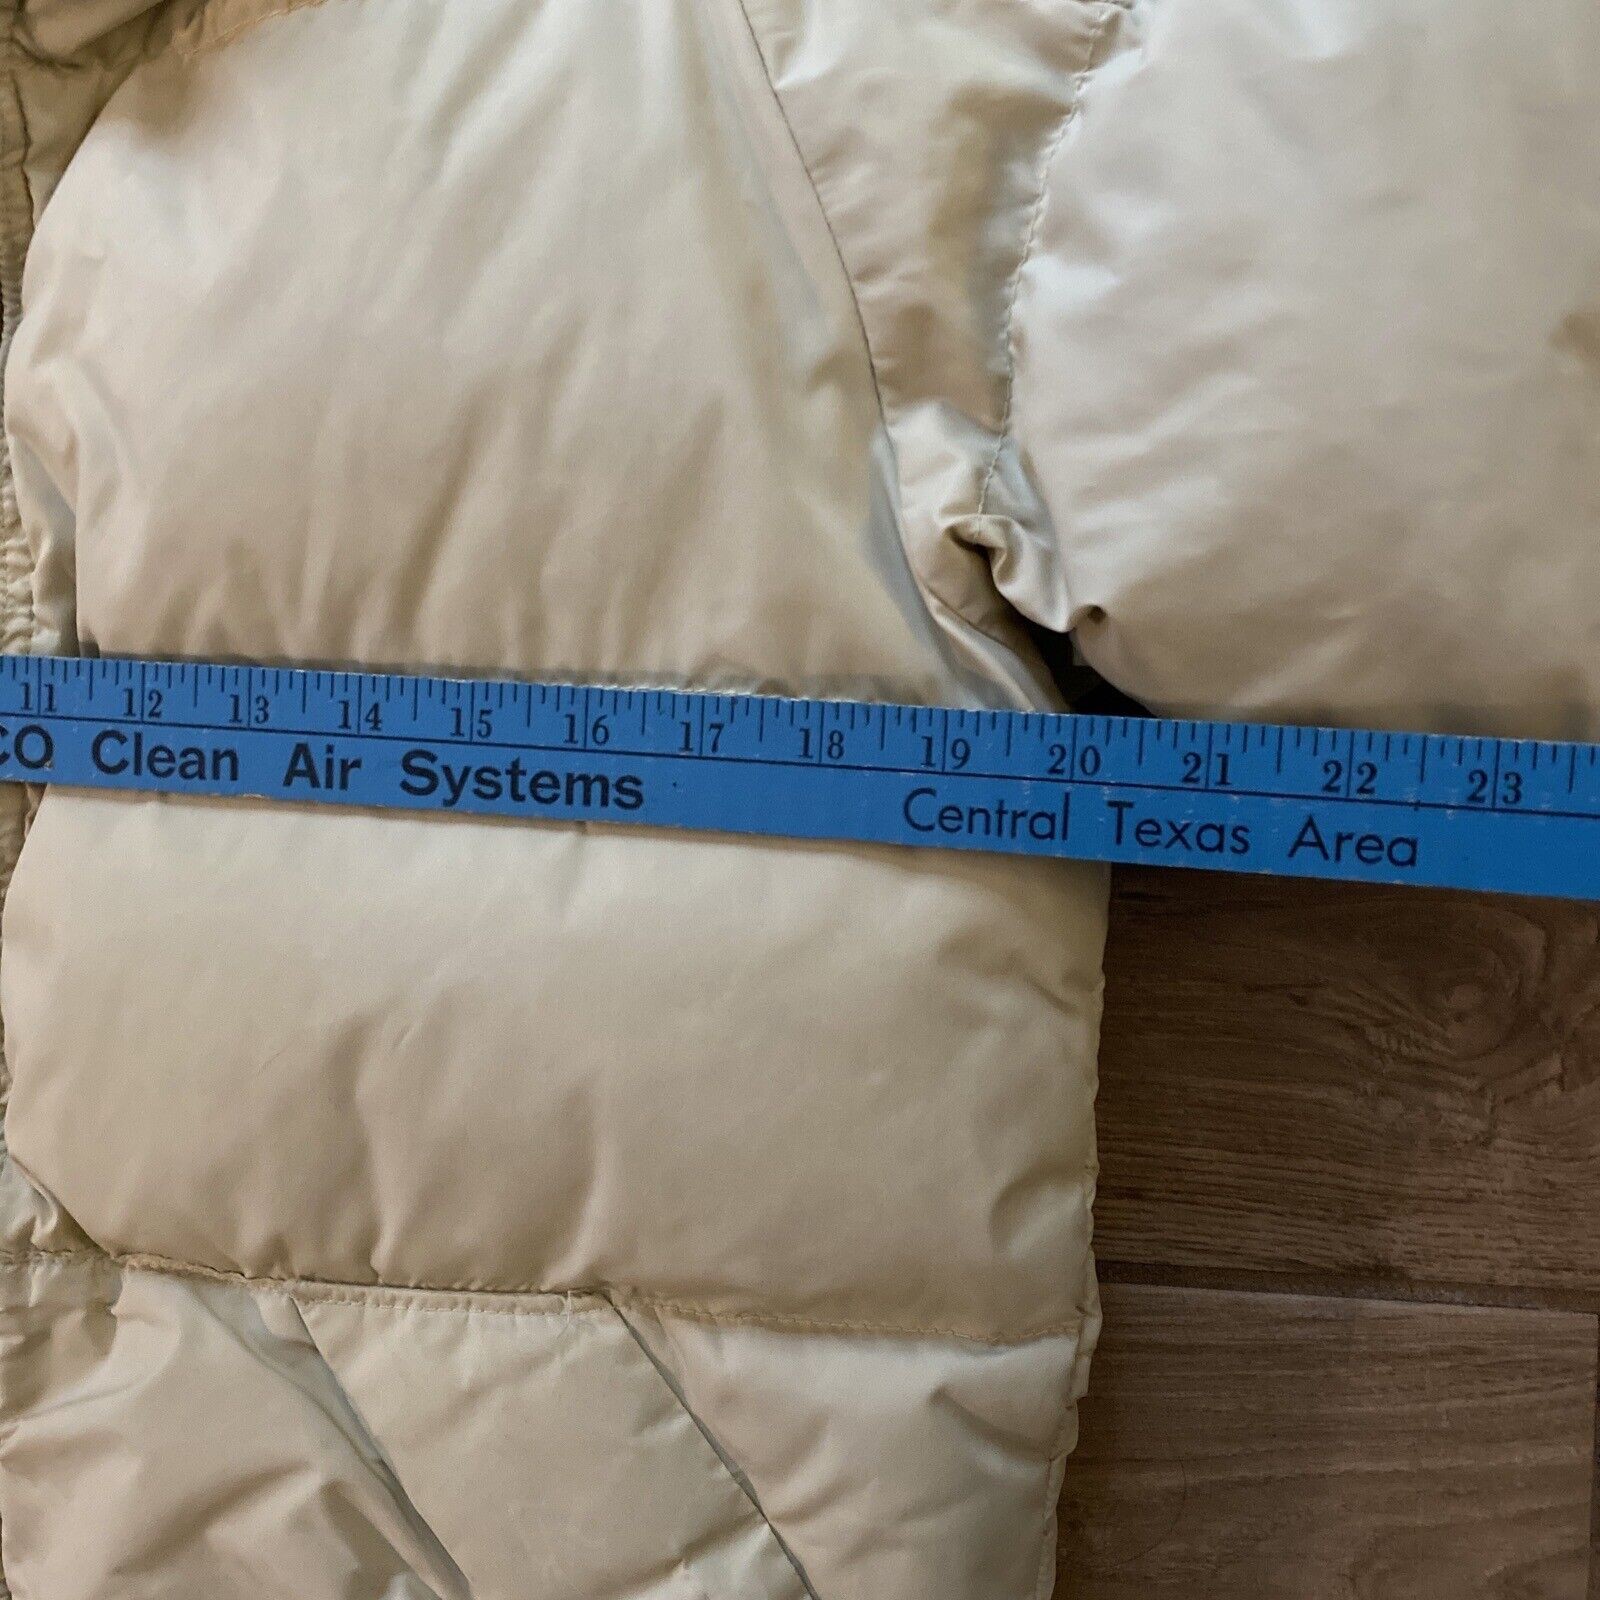 11 12 13 14 15 16 17 18 19 20 21 22 23
CO Clean Air Systems Central Texas Area